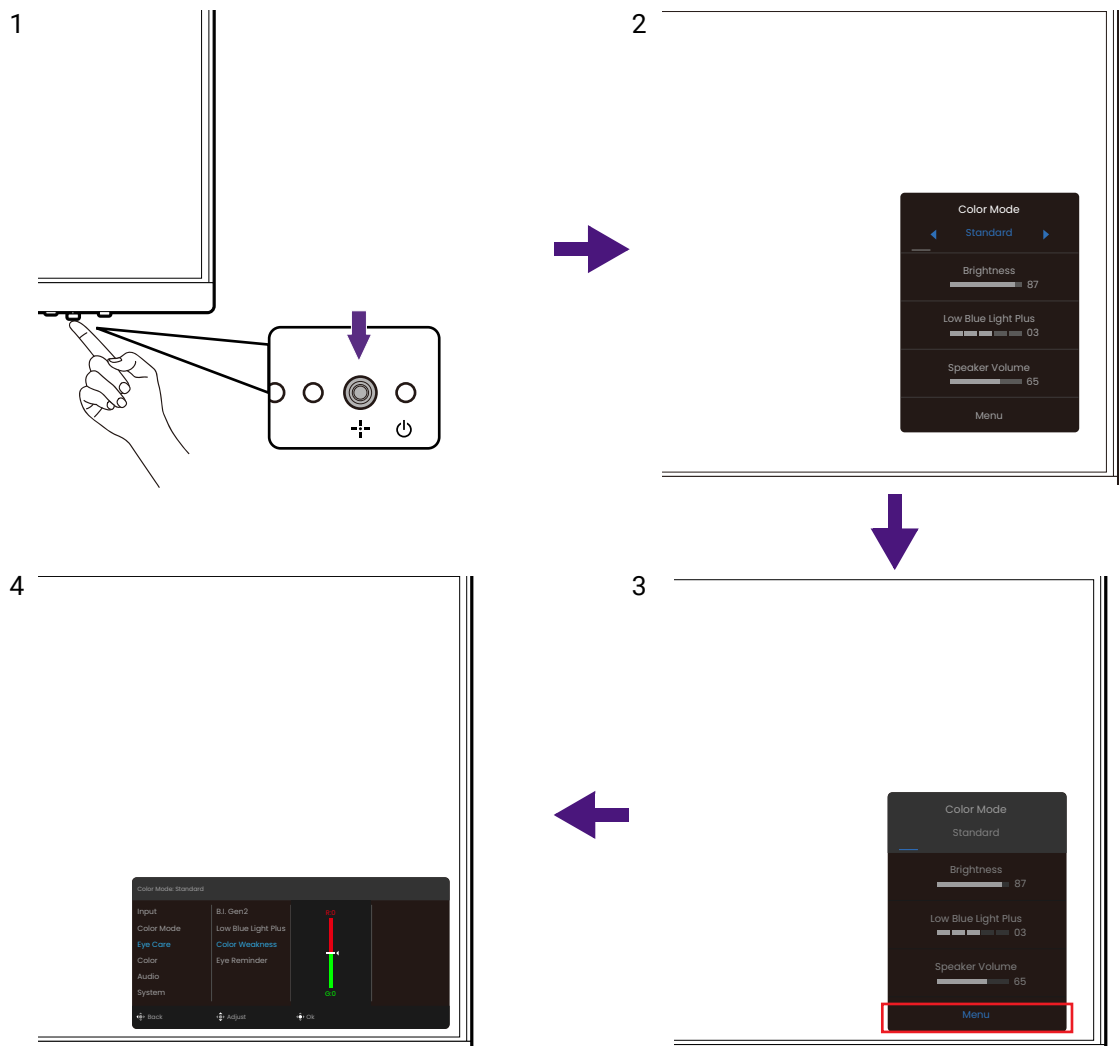 1
2
Color Mode
Standard
Brightness
87
Low Blue Light Plus
03
Speaker Volume
65
Menu
3
Color Mode
Standard
Brightness
87
Low Blue Light Plus
03
Speaker Volume
65
Menu
4
Color Mode: Standard
Input
Color Mode
Eye Care
Color
Audio
System
B.I. Gen2
Low Blue Light Plus
Color Weakness
Eye Reminder
R:0
G:0
Back
Adjust
Ok